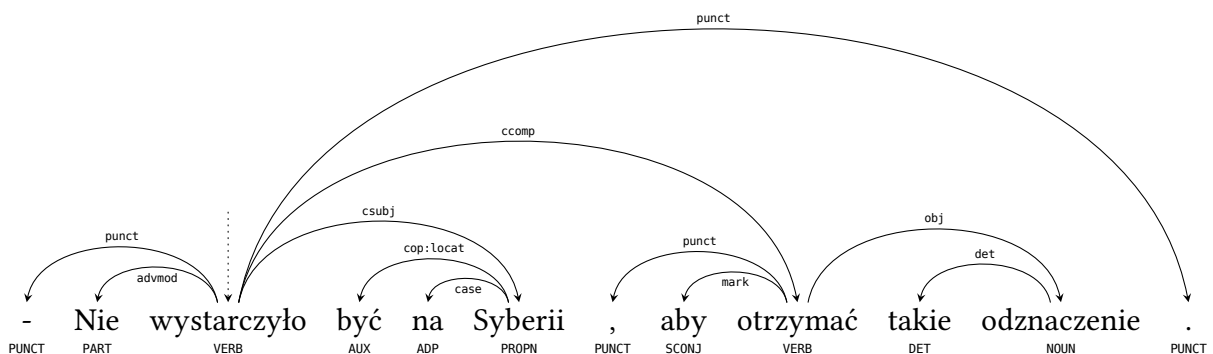 punct
ccomp
csubj obj
punct cop:locat punct det
advmod case mark
- Nie wystarczyło być na Syberii , aby otrzymać takie odznaczenie .
PUNCT PART VERB AUX ADP PROPN PUNCT SCONJ VERB DET NOUN PUNCT